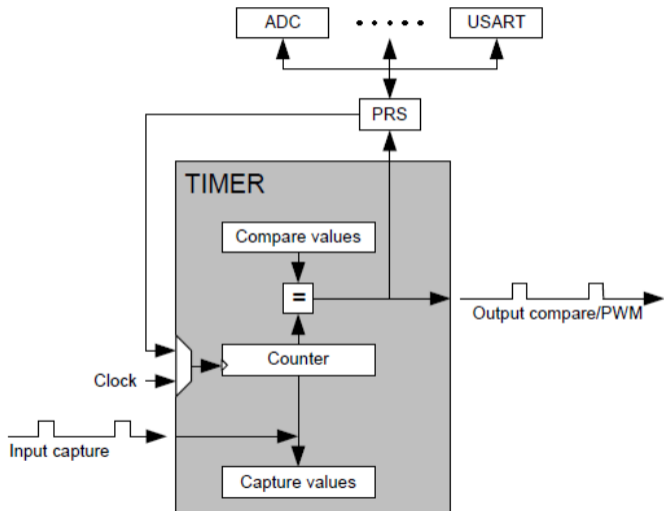 ADC
USART
PRS
TIMER
Compare values
=
Output compare/PWM
Counter
Clock
Input capture
Capture values